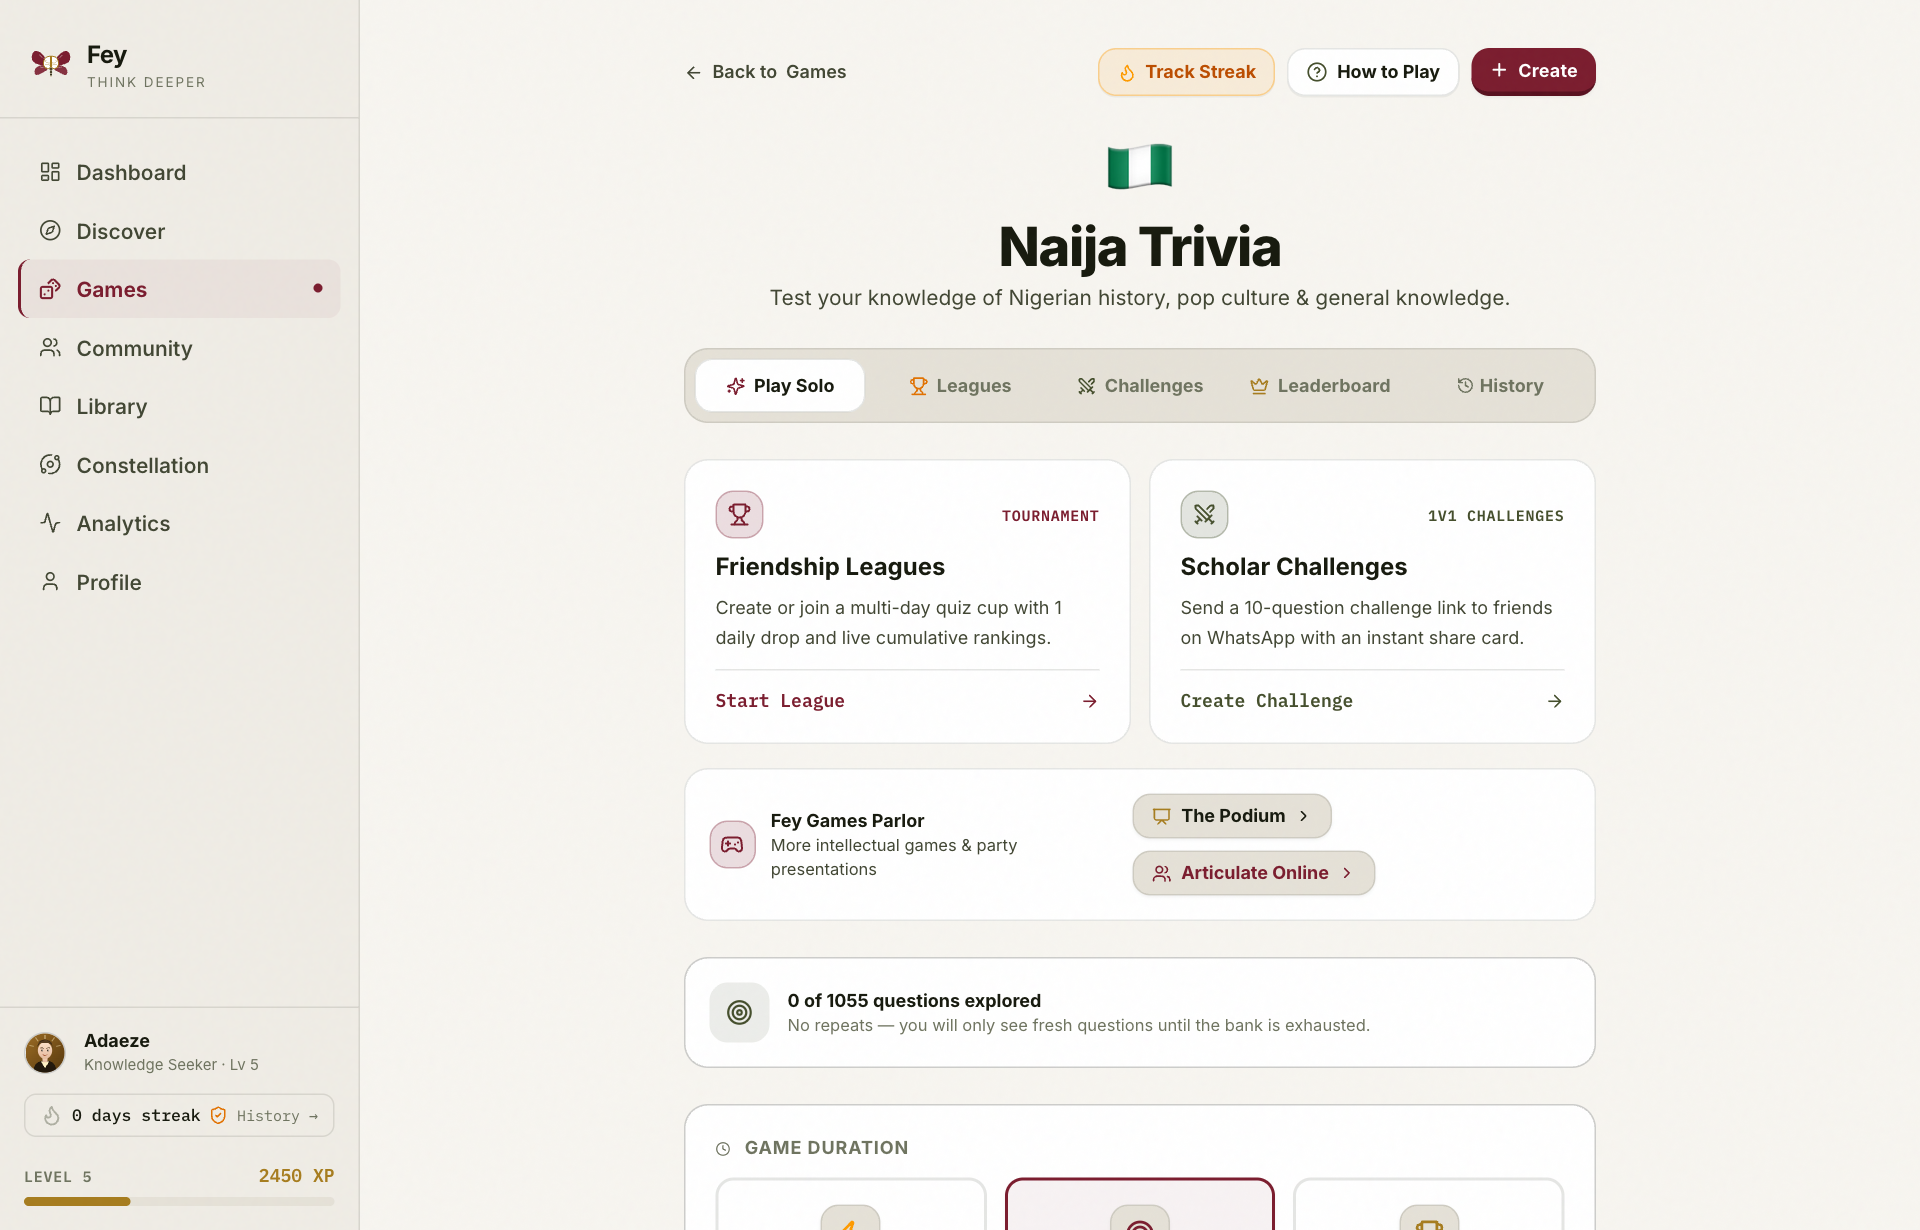 Fey
THINK DEEPER
Dashboard
Discover
Games
Community
Library
Constellation
Analytics
Profile
Adaeze
Knowledge Seeker · Lv 5
0 days streak History →
LEVEL 5 2450 XP
Back to Games
Track Streak
How to Play
Create
Naija Trivia
Test your knowledge of Nigerian history, pop culture & general knowledge.
Play Solo
Leagues
Challenges
Leaderboard
History
TOURNAMENT
Friendship Leagues
Create or join a multi-day quiz cup with 1
daily drop and live cumulative rankings.
Start League
1V1 CHALLENGES
Scholar Challenges
Send a 10-question challenge link to friends
on WhatsApp with an instant share card.
Create Challenge
Fey Games Parlor
More intellectual games & party
presentations
The Podium
Articulate Online
0 of 1055 questions explored
No repeats — you will only see fresh questions until the bank is exhausted.
GAME DURATION